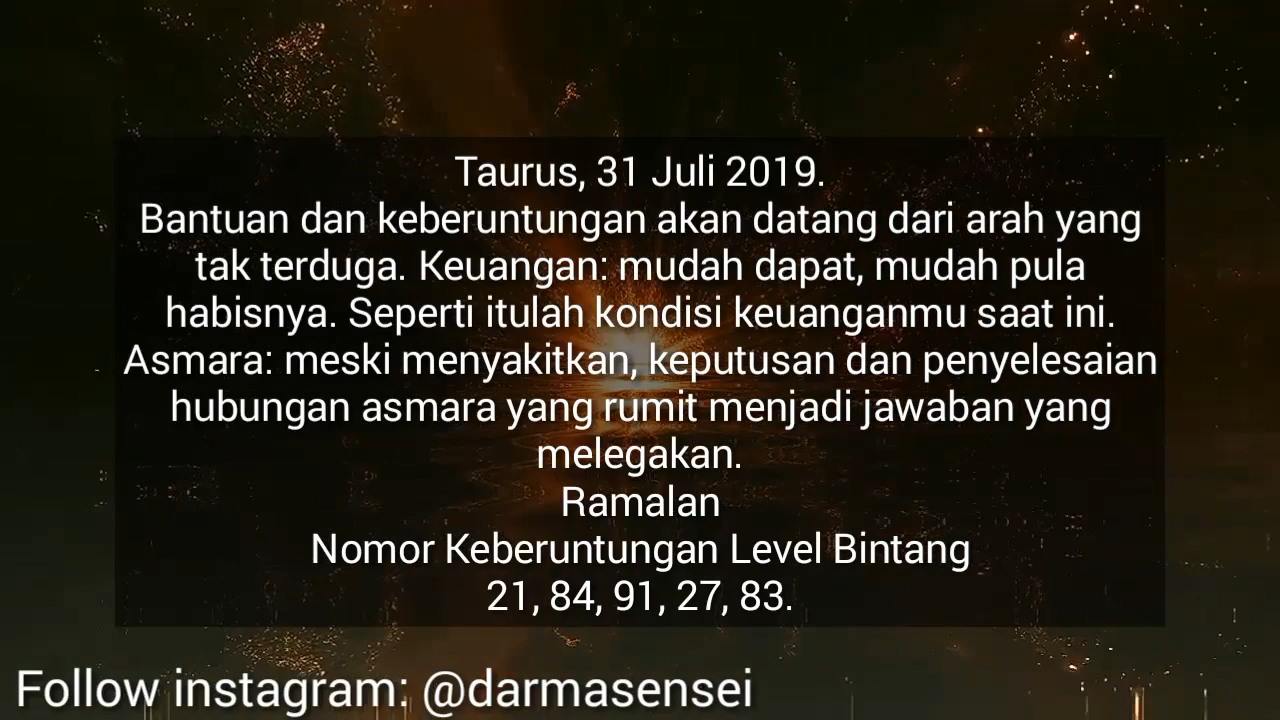 Taurus, 31 Juli 2019.
Bantuan dan keberuntungan akan datang dari arah yang
tak terduga. Keuangan: mudah dapat, mudah pula
habisnya. Seperti itulah kondisi keuanganmu saat ini.
Asmara: meski menyakitkan, keputusan dan penyelesaian
hubungan asmara yang rumit menjadi jawaban yang
melegakan.
Ramalan
Nomor Keberuntungan Level Bintang
21, 84, 91, 27, 83.
Follow instagram: @darmasensei